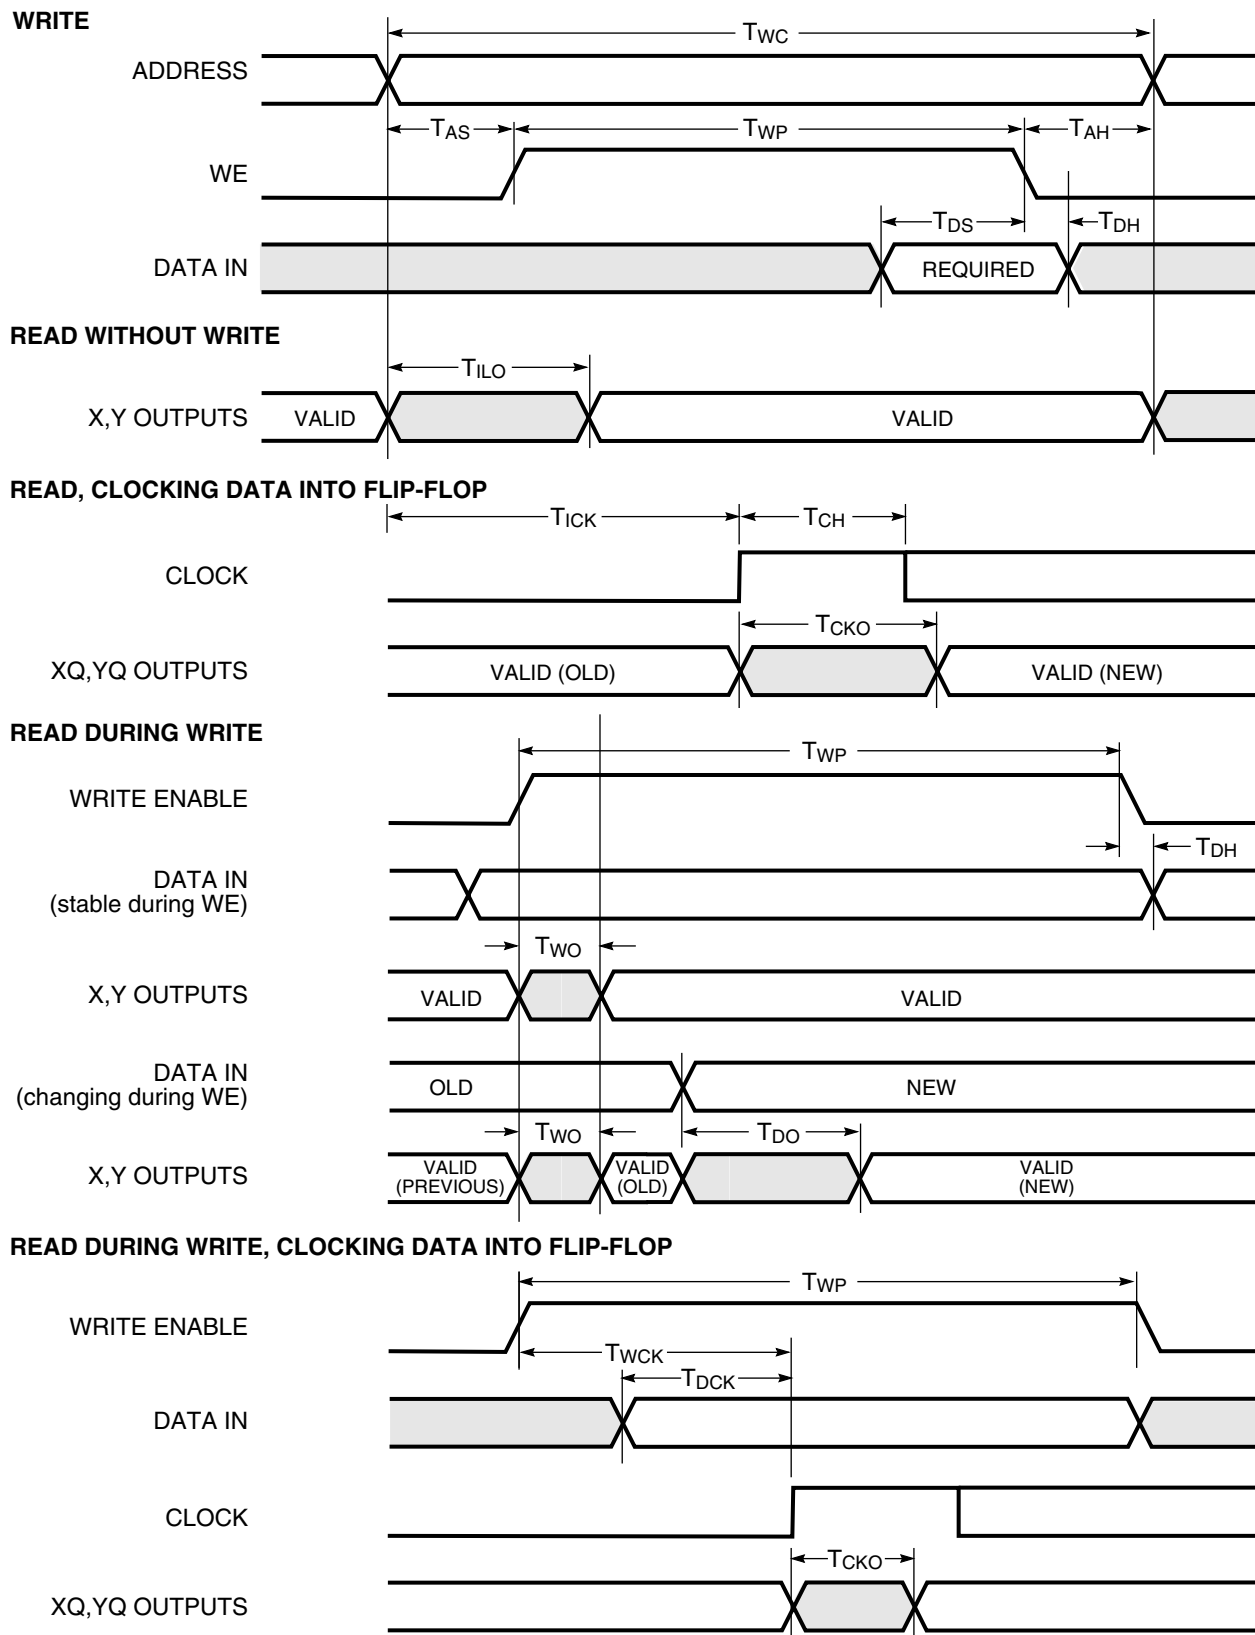 WRITE
TWC
ADDRESS
TAS TWP TAH
WE
TDS TDH
DATA IN REQUIRED
READ WITHOUT WRITE
TILO
X,Y OUTPUTS VALID VALID
READ, CLOCKING DATA INTO FLIP-FLOP
TICK TCH
CLOCK
TCKO
XQ,YQ OUTPUTS VALID (OLD) VALID (NEW)
READ DURING WRITE
TWP
WRITE ENABLE
TDH
DATA IN
(stable during WE)
TWO
X,Y OUTPUTS VALID VALID
DATA IN
(changing during WE)
OLD NEW
TWO TDO
X,Y OUTPUTS
VALID
(PREVIOUS)
VALID
(OLD)
VALID
(NEW)
READ DURING WRITE, CLOCKING DATA INTO FLIP-FLOP
TWP
WRITE ENABLE
TWCK
TDCK
DATA IN
CLOCK
TCKO
XQ,YQ OUTPUTS